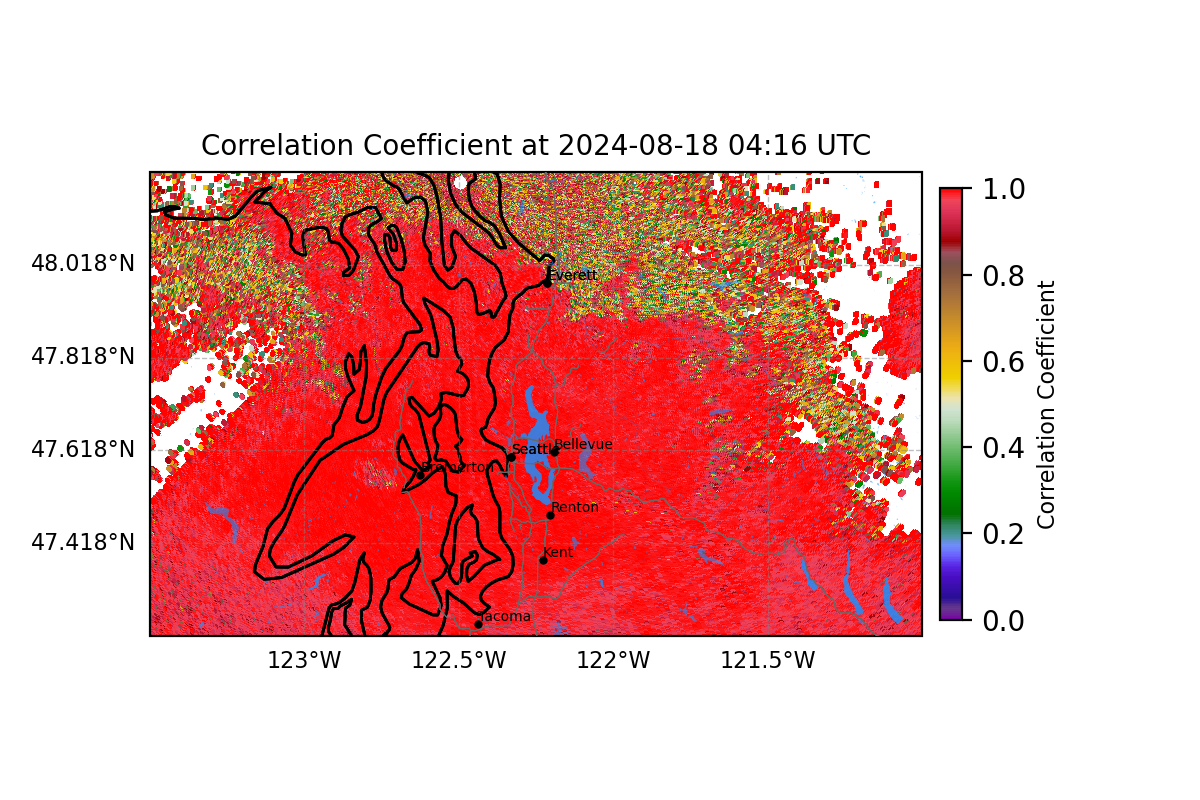 Correlation Coefficient at 2024-08-18 04:16 UTC
48.018°N
47.818°N
47.618°N
47.418°N
123°W
122.5°W
122°W
121.5°W
Everett
Seattl
Bellevue
Bremerton
Renton
Kent
Tacoma
1.0
0.8
0.6
0.4
0.2
0.0
Correlation Coefficient